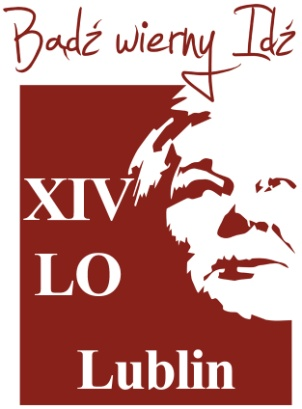 Bądź wierny Idź
XIV
LO
Lublin